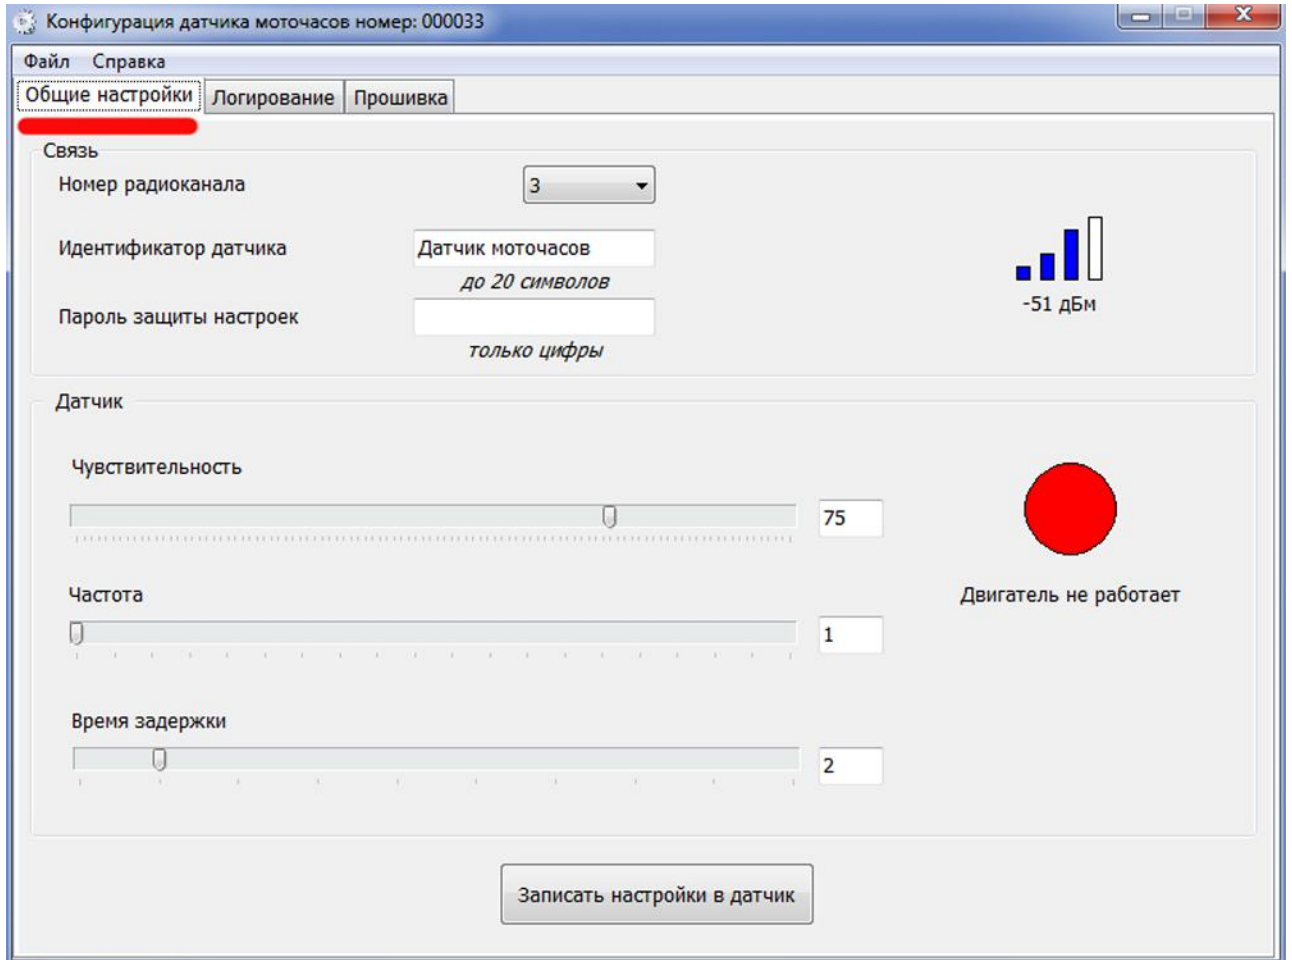 Конфигурация датчика моточасов номер: 000033
Файл Справка
Общие настройки Логирование Прошивка
Связь
Номер радиоканала 3
Идентификатор датчика Датчик моточасов
до 20 символов
-51 дБм
Пароль защиты настроек
только цифры
Датчик
Чувствительность
75
Частота
Двигатель не работает
1
Время задержки
2
Записать настройки в датчик